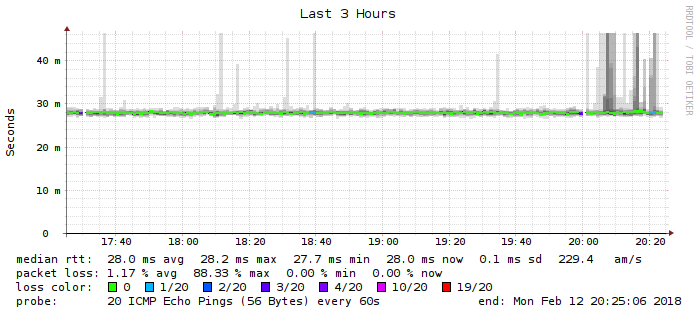 Last 3 Hours
RRDTOOL / TOBI OETIKER
Seconds
40 m
30 m
20 m
10 m
0
17:40 18:00 18:20 18:40 19:00 19:20 19:40 20:00 20:20
median rtt: 28.0 ms avg 28.2 ms max 27.7 ms min 28.0 ms now 0.1 ms sd 229.4 am/s
packet loss: 1.17 % avg 88.33 % max 0.00 % min 0.00 % now
loss color: 0 1/20 2/20 3/20 4/20 10/20 19/20
probe: 20 ICMP Echo Pings (56 Bytes) every 60s end: Mon Feb 12 20:25:06 2018